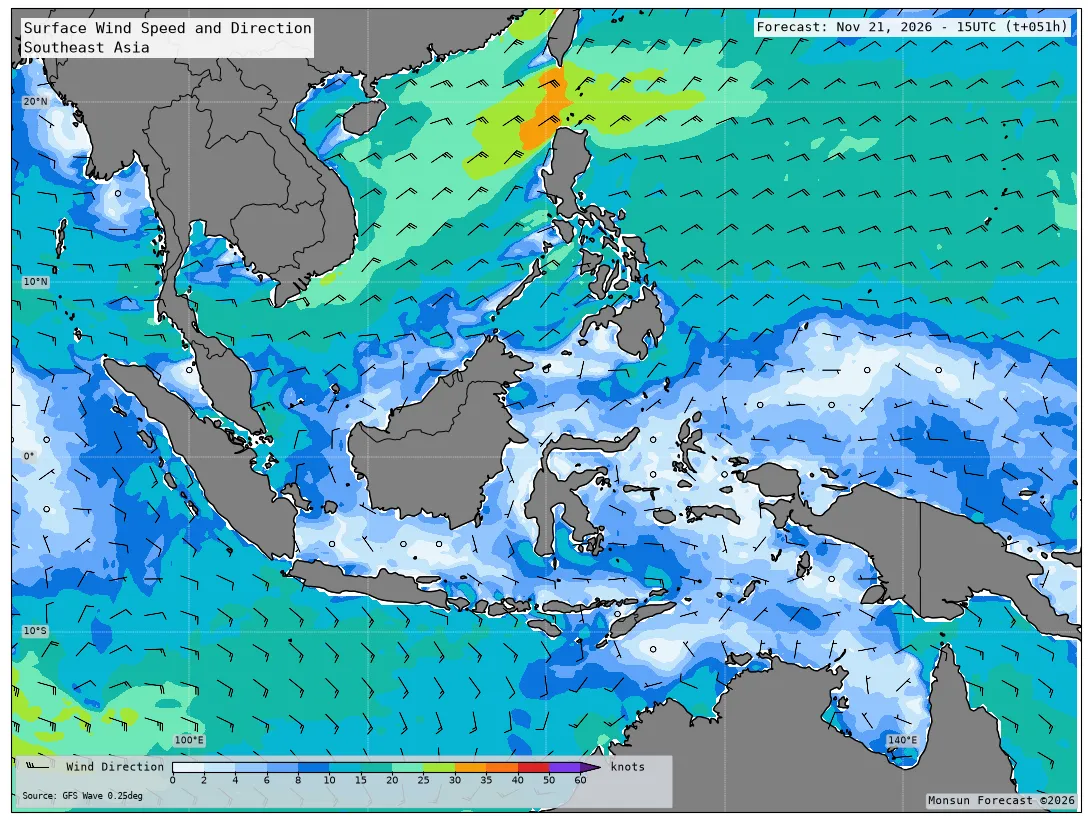 Surface Wind Speed and Direction
Southeast Asia
Forecast: Nov 21, 2026 - 15UTC (t+051h)
20°N
10°N
0°
10°S
100°E
140°E
Wind Direction
0 2 4 6 8 10 15 20 25 30 35 40 50 60
knots
Source: GFS Wave 0.25deg
Monsun Forecast ©2026